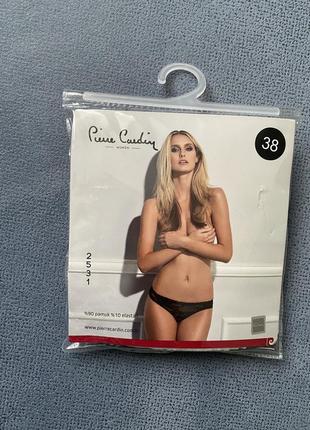 Pierre Cardin
WOMEN
38
2
5
3
1
%90 pamuk %10 elastan
www.pierrecardin.com